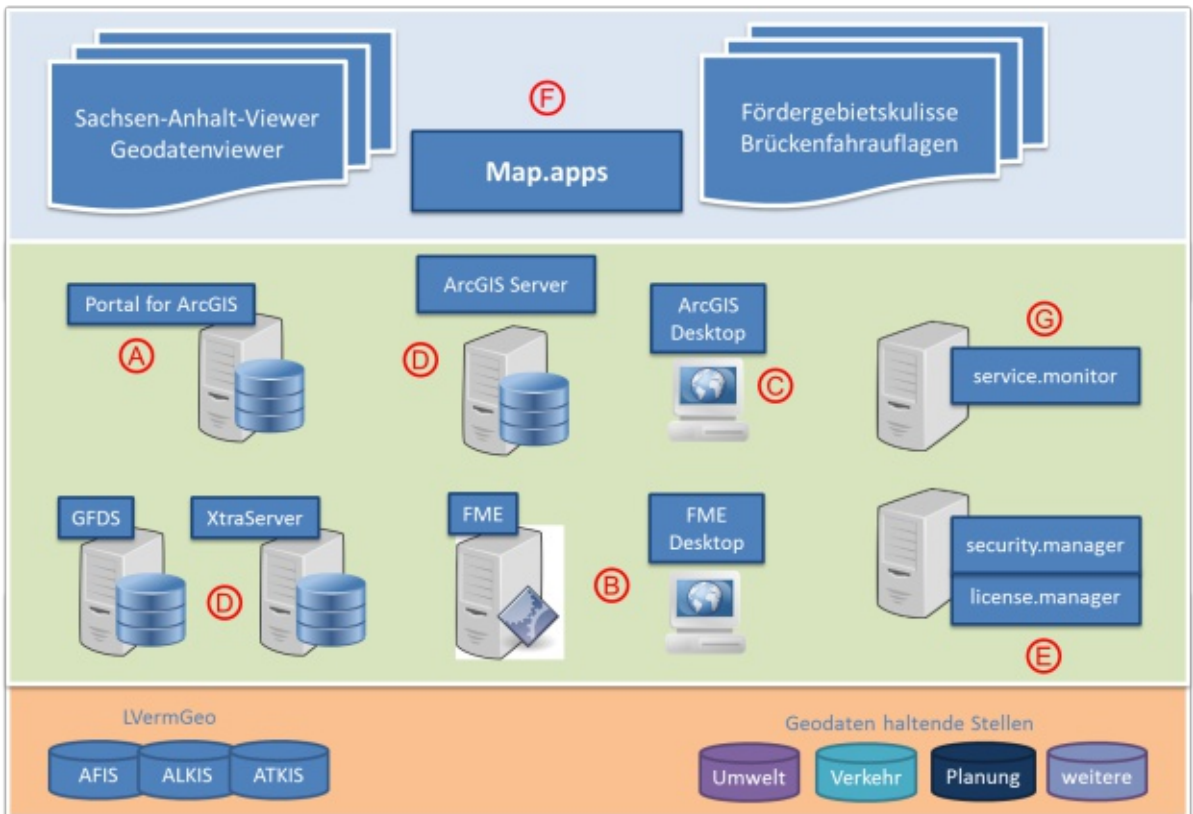 Sachsen-Anhalt-Viewer
Geodatenviewer
F
Map.apps
Fördergebietskulisse
Brückenfahrauflagen
Portal for ArcGIS
A
ArcGIS Server
D
ArcGIS
Desktop
C
G
service.monitor
GFDS
XtraServer
D
FME
B
FME
Desktop
security.manager
license.manager
E
LVermGeo
AFIS
ALKIS
ATKIS
Geodaten haltende Stellen
Umwelt
Verkehr
Planung
weitere